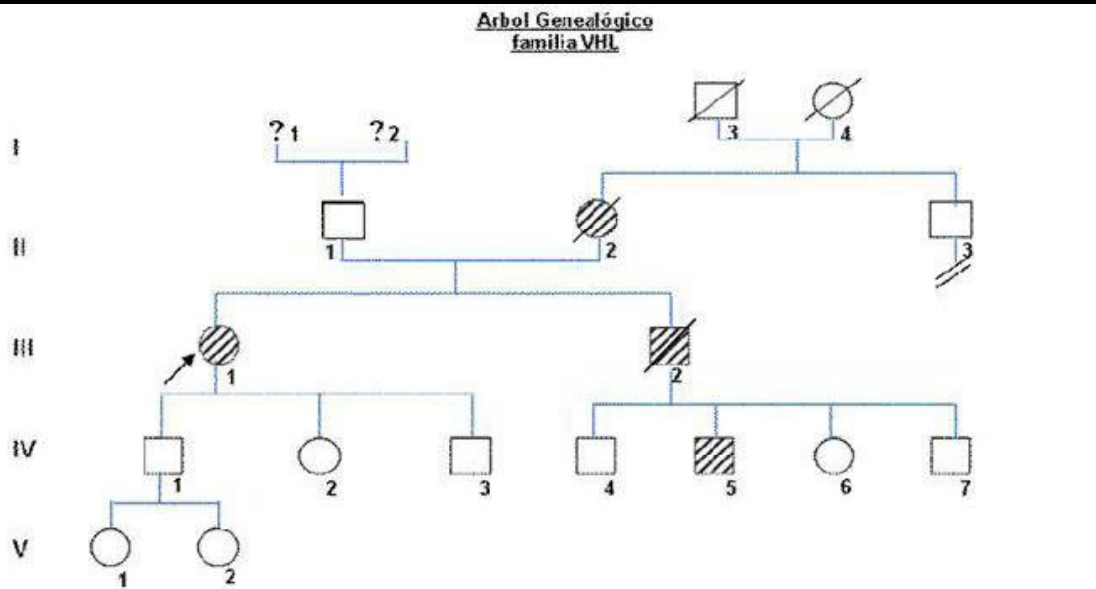 Arbol Genealógico
familia VHL
3 4
I ? 1 ? 2
II 1 2 3
III 1 2
IV 1 2 3 4 5 6 7
V 1 2